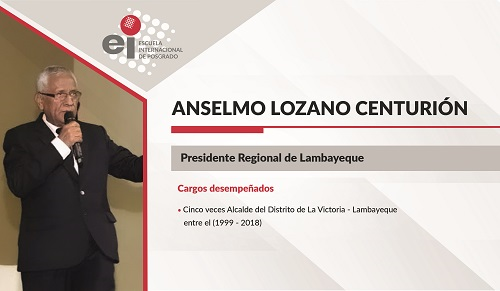 ei
ESCUELA
INTERNACIONAL
DE POSGRADO
ANSELMO LOZANO CENTURIÓN
Presidente Regional de Lambayeque
Cargos desempeñados
• Cinco veces Alcalde del Distrito de La Victoria - Lambayeque
entre el (1999 - 2018)